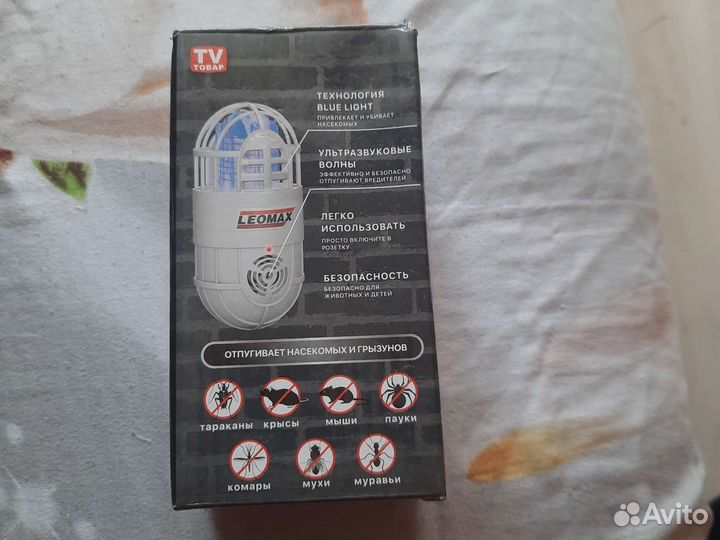 TV
ТОВАР
ТЕХНОЛОГИЯ
BLUE LIGHT
ПРИВЛЕКАЕТ И УБИВАЕТ
НАСЕКОМЫХ
УЛЬТРАЗВУКОВЫЕ
ВОЛНЫ
ЭФФЕКТИВНО И БЕЗОПАСНО
ОТПУГИВАЮТ ВРЕДИТЕЛЕЙ
LEOMAX
ЛЕГКО
ИСПОЛЬЗОВАТЬ
ПРОСТО ВКЛЮЧИТЕ В
РОЗЕТКУ
БЕЗОПАСНОСТЬ
БЕЗОПАСНО ДЛЯ
ЖИВОТНЫХ И ДЕТЕЙ
ОТПУГИВАЕТ НАСЕКОМЫХ И ГРЫЗУНОВ
тараканы крысы мыши пауки
комары мухи муравьи
Avito